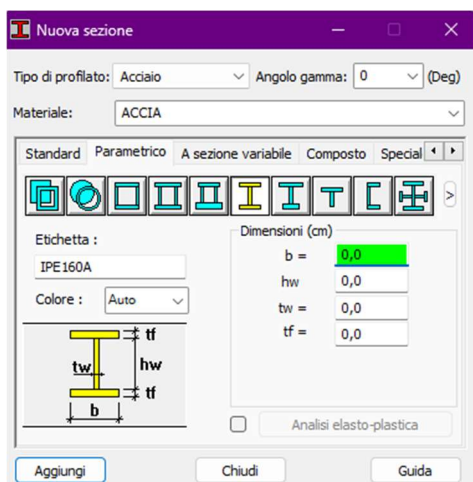 Nuova sezione
Tipo di profilato: Acciaio Angolo gamma: 0 (Deg)
Materiale: ACCIA
Standard Parametrico A sezione variabile Composto Special
Etichetta :
IPE160A
Colore : Auto
Dimensioni (cm)
b = 0,0
hw 0,0
tw = 0,0
tf = 0,0
tf
tw hw
tf
b
Analisi elasto-plastica
Aggiungi Chiudi Guida